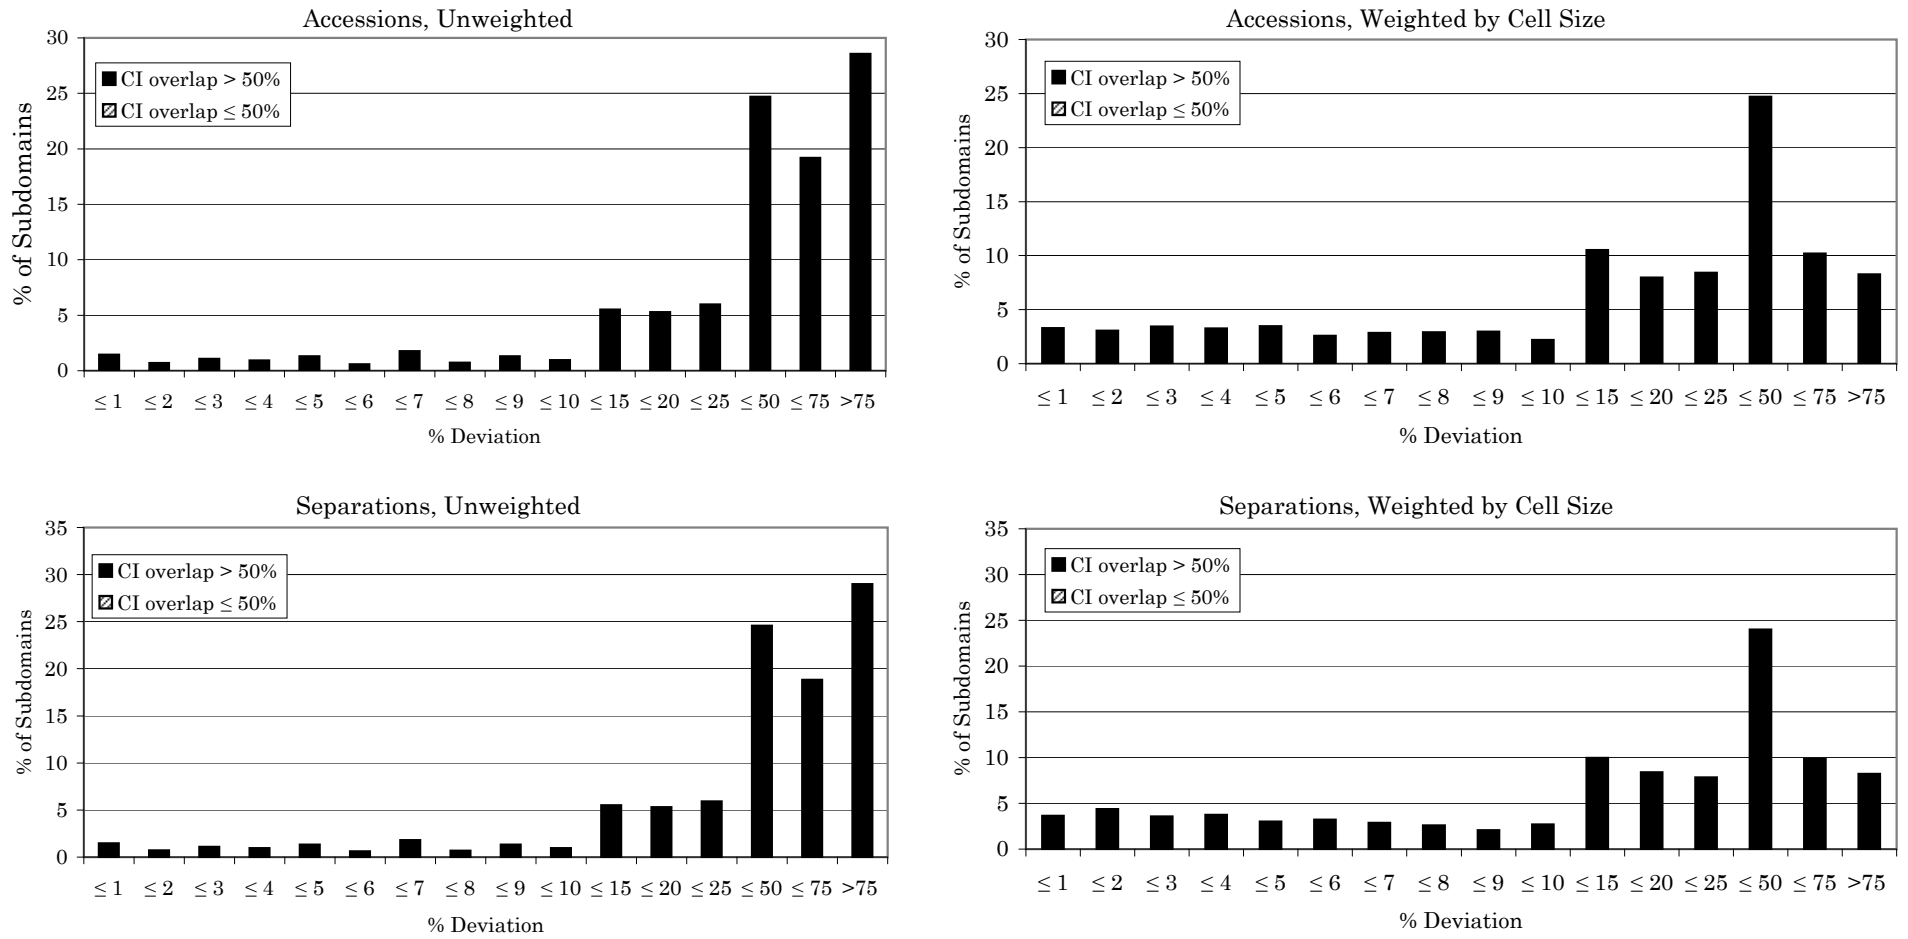 Accessions, Unweighted
% of Subdomains
30
25
20
15
10
5
0
CI overlap > 50%
CI overlap ≤ 50%
≤ 1 ≤ 2 ≤ 3 ≤ 4 ≤ 5 ≤ 6 ≤ 7 ≤ 8 ≤ 9 ≤ 10 ≤ 15 ≤ 20 ≤ 25 ≤ 50 ≤ 75 >75
% Deviation
Accessions, Weighted by Cell Size
% of Subdomains
30
25
20
15
10
5
0
CI overlap > 50%
CI overlap ≤ 50%
≤ 1 ≤ 2 ≤ 3 ≤ 4 ≤ 5 ≤ 6 ≤ 7 ≤ 8 ≤ 9 ≤ 10 ≤ 15 ≤ 20 ≤ 25 ≤ 50 ≤ 75 >75
% Deviation
Separations, Unweighted
% of Subdomains
35
30
25
20
15
10
5
0
CI overlap > 50%
CI overlap ≤ 50%
≤ 1 ≤ 2 ≤ 3 ≤ 4 ≤ 5 ≤ 6 ≤ 7 ≤ 8 ≤ 9 ≤ 10 ≤ 15 ≤ 20 ≤ 25 ≤ 50 ≤ 75 >75
% Deviation
Separations, Weighted by Cell Size
% of Subdomains
35
30
25
20
15
10
5
0
CI overlap > 50%
CI overlap ≤ 50%
≤ 1 ≤ 2 ≤ 3 ≤ 4 ≤ 5 ≤ 6 ≤ 7 ≤ 8 ≤ 9 ≤ 10 ≤ 15 ≤ 20 ≤ 25 ≤ 50 ≤ 75 >75
% Deviation